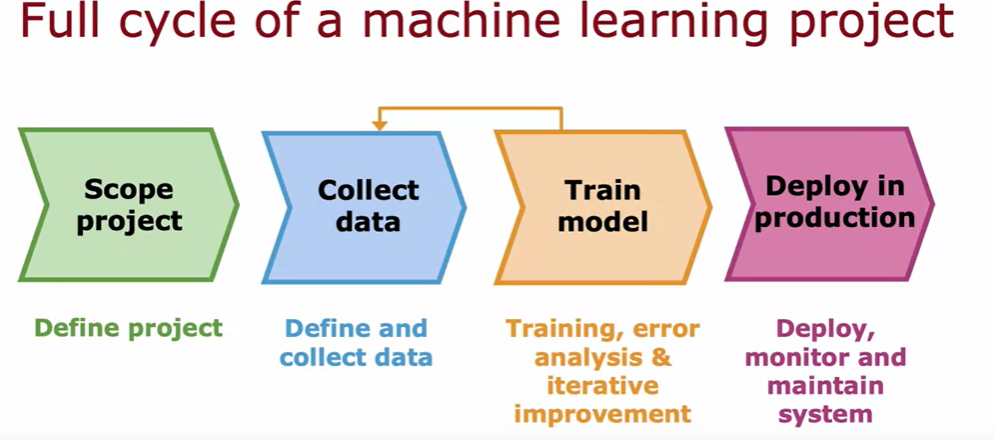 Full cycle of a machine learning project
Scope
project
Collect
data
Train
model
Deploy in
production
Define project
Define and
collect data
Training, error
analysis &
iterative
improvement
Deploy,
monitor and
maintain
system